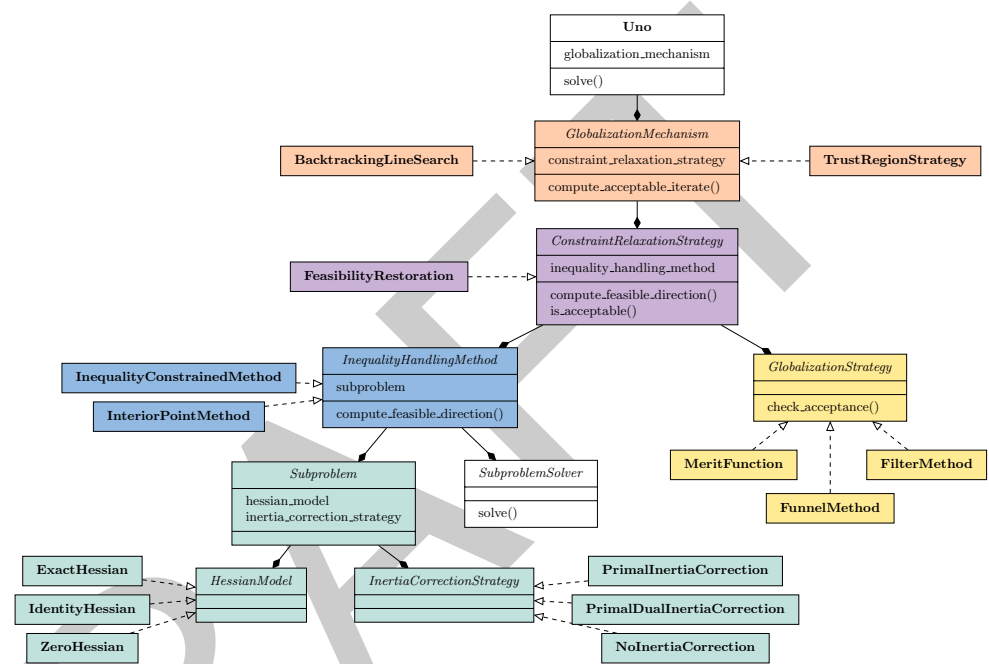 Uno
globalization_mechanism
solve()
GlobalizationMechanism
constraint_relaxation_strategy
compute_acceptable_iterate()
BacktrackingLineSearch
TrustRegionStrategy
ConstraintRelaxationStrategy
inequality_handling_method
compute_feasible_direction()
is_acceptable()
FeasibilityRestoration
InequalityHandlingMethod
subproblem
compute_feasible_direction()
InequalityConstrainedMethod
InteriorPointMethod
GlobalizationStrategy
check_acceptance()
MeritFunction
FilterMethod
FunnelMethod
Subproblem
hessian_model
inertia_correction_strategy
SubproblemSolver
solve()
HessianModel
ExactHessian
IdentityHessian
ZeroHessian
InertiaCorrectionStrategy
PrimalInertiaCorrection
PrimalDualInertiaCorrection
NoInertiaCorrection
DRAFT